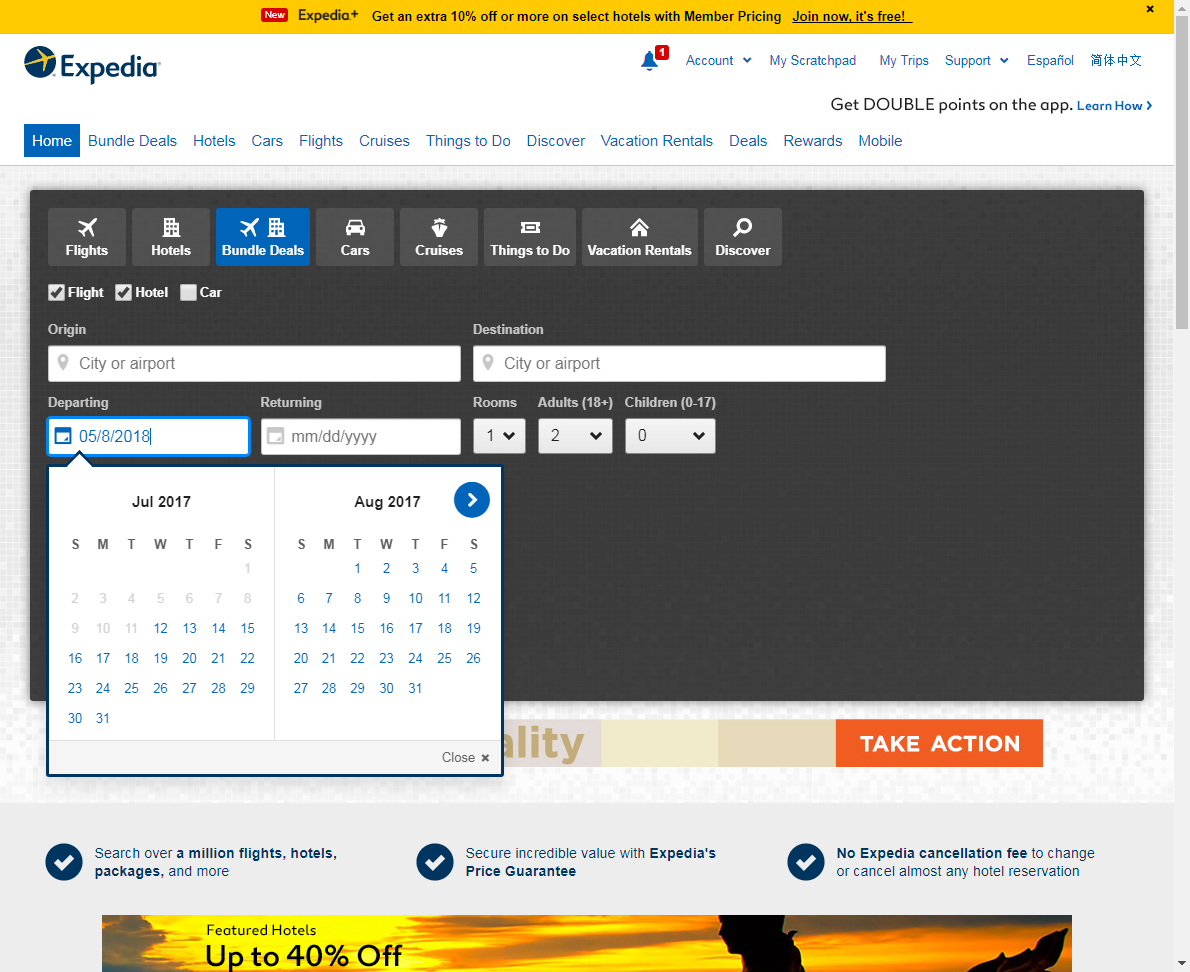 New Expedia+ Get an extra 10% off or more on select hotels with Member Pricing Join now, it's free!
Expedia
1 Account My Scratchpad My Trips Support Español 简体中文
Get DOUBLE points on the app. Learn How
Home Bundle Deals Hotels Cars Flights Cruises Things to Do Discover Vacation Rentals Deals Rewards Mobile
Flights Hotels Bundle Deals Cars Cruises Things to Do Vacation Rentals Discover
Flight Hotel Car
Origin Destination
City or airport City or airport
Departing Returning Rooms Adults (18+) Children (0-17)
05/8/2018 mm/dd/yyyy 1 2 0
Jul 2017 Aug 2017
S M T W T F S S M T W T F S
1 1 2 3 4 5
2 3 4 5 6 7 8 6 7 8 9 10 11 12
9 10 11 12 13 14 15 13 14 15 16 17 18 19
16 17 18 19 20 21 22 20 21 22 23 24 25 26
23 24 25 26 27 28 29 27 28 29 30 31
30 31
Close
ality TAKE ACTION
Search over a million flights, hotels,
packages, and more
Secure incredible value with Expedia's
Price Guarantee
No Expedia cancellation fee to change
or cancel almost any hotel reservation
Featured Hotels
Up to 40% Off